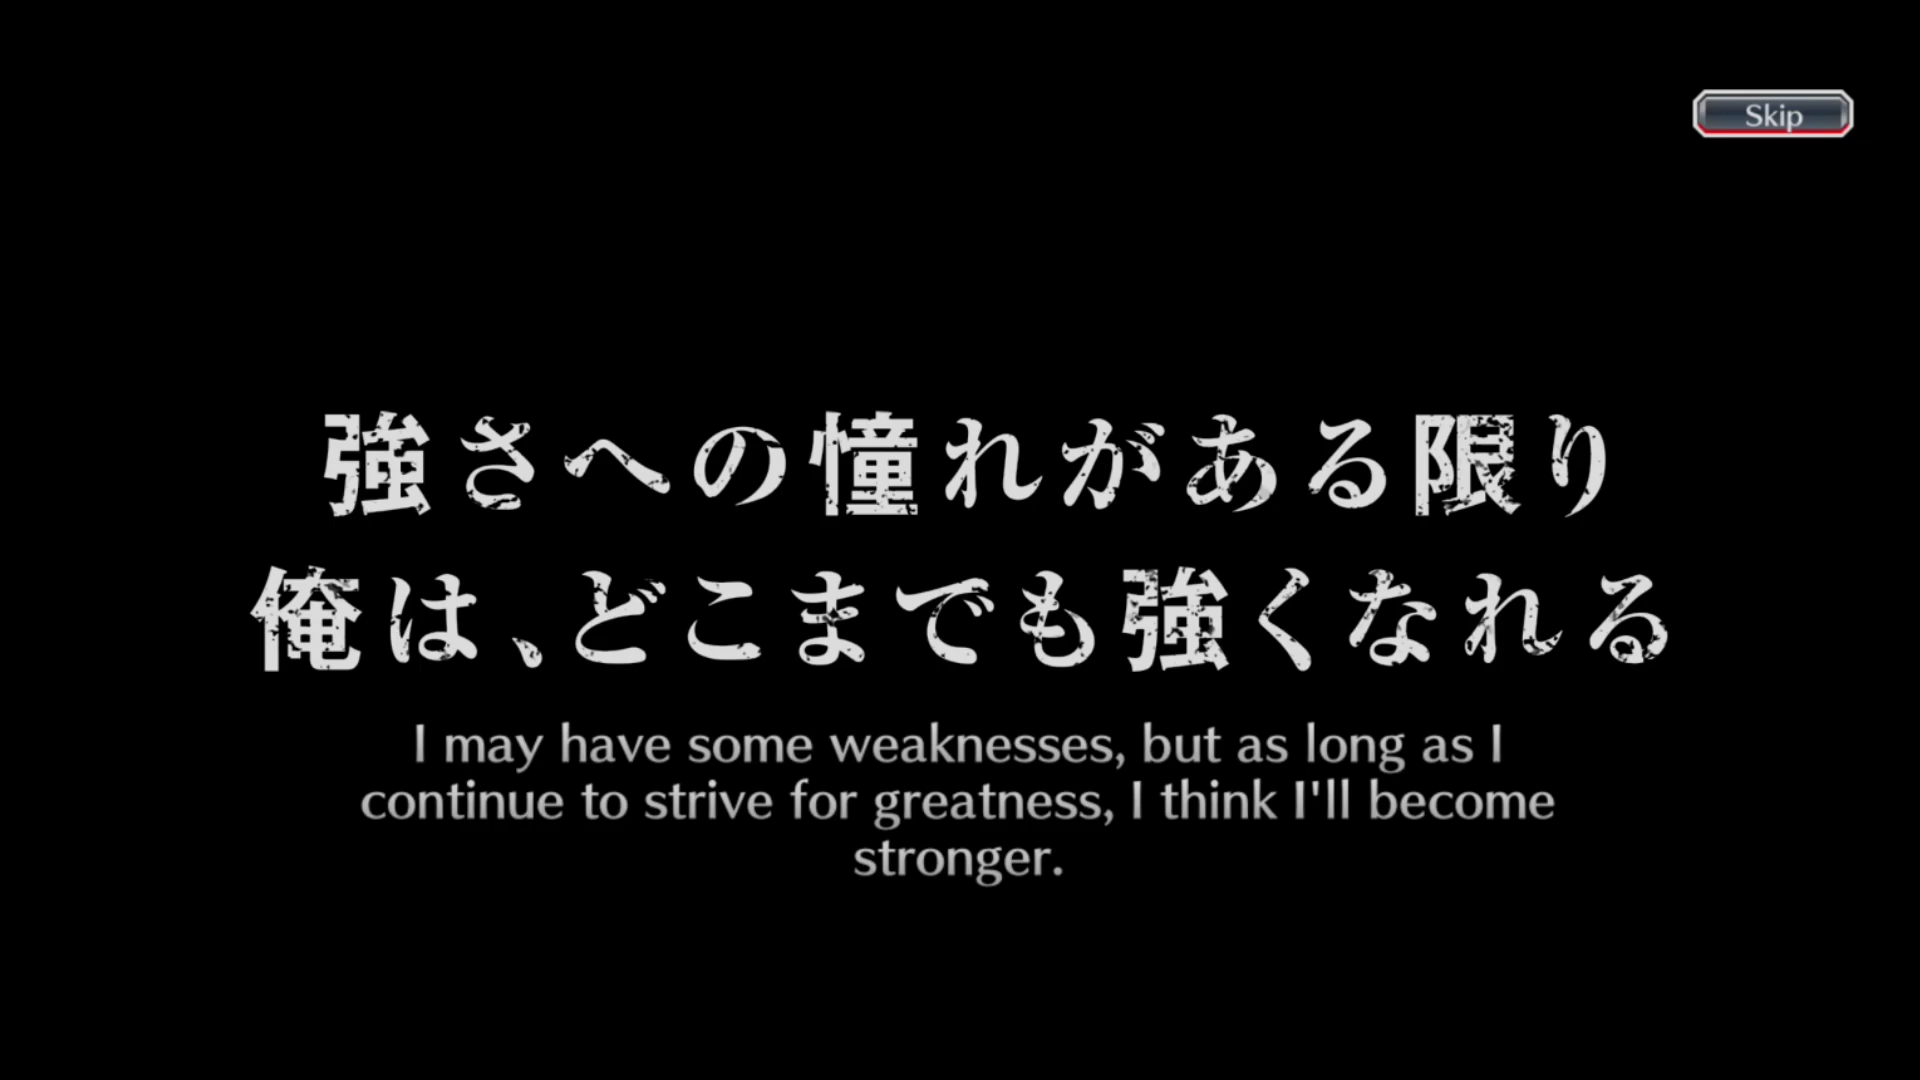 Skip
強さへの憧れがある限り
俺は、どこまでも強くなれる
I may have some weaknesses, but as long as I
continue to strive for greatness, I think I'll become
stronger.